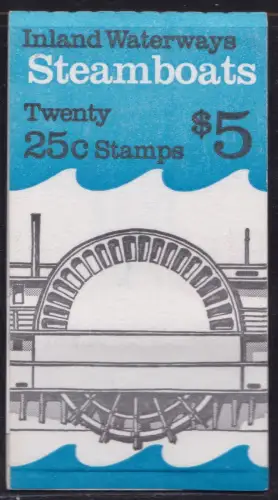 Inland Waterways
Steamboats
Twenty
25c Stamps
$5